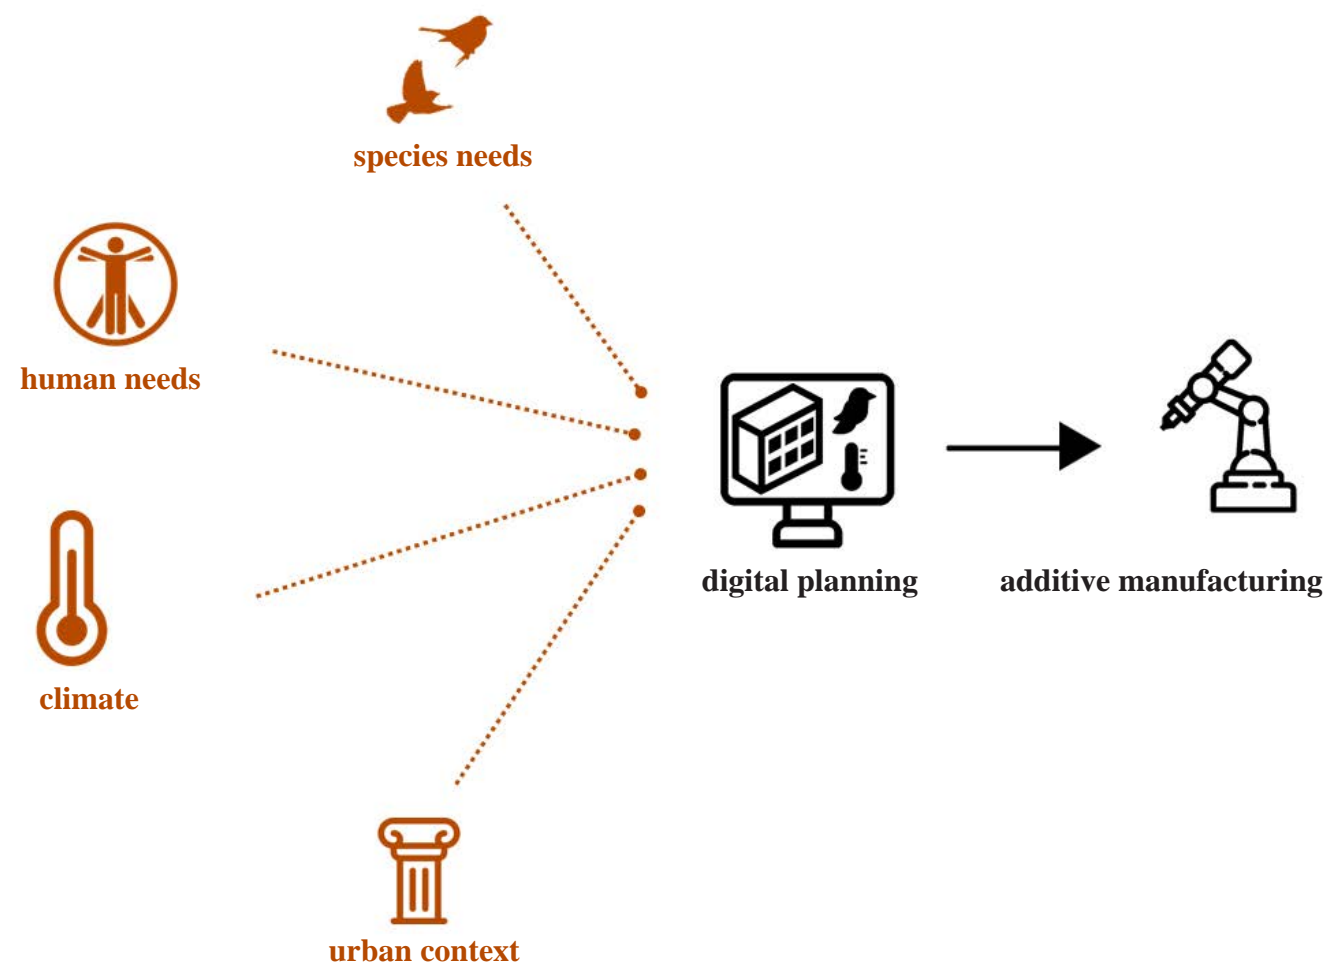 species needs
human needs
digital planning
additive manufacturing
climate
urban context